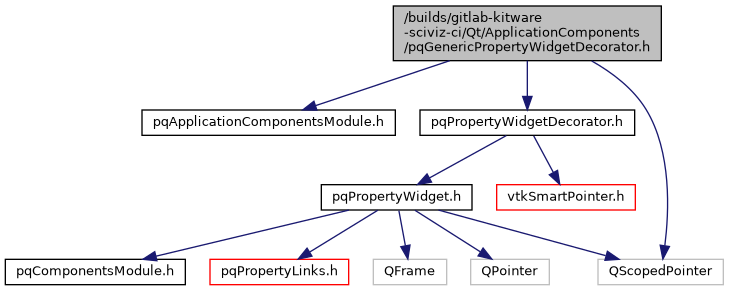 /builds/gitlab-kitware
-sciviz-ci/Qt/ApplicationComponents
/pqGenericPropertyWidgetDecorator.h
pqApplicationComponentsModule.h
pqPropertyWidgetDecorator.h
pqPropertyWidget.h
vtkSmartPointer.h
pqComponentsModule.h
pqPropertyLinks.h
QFrame
QPointer
QScopedPointer